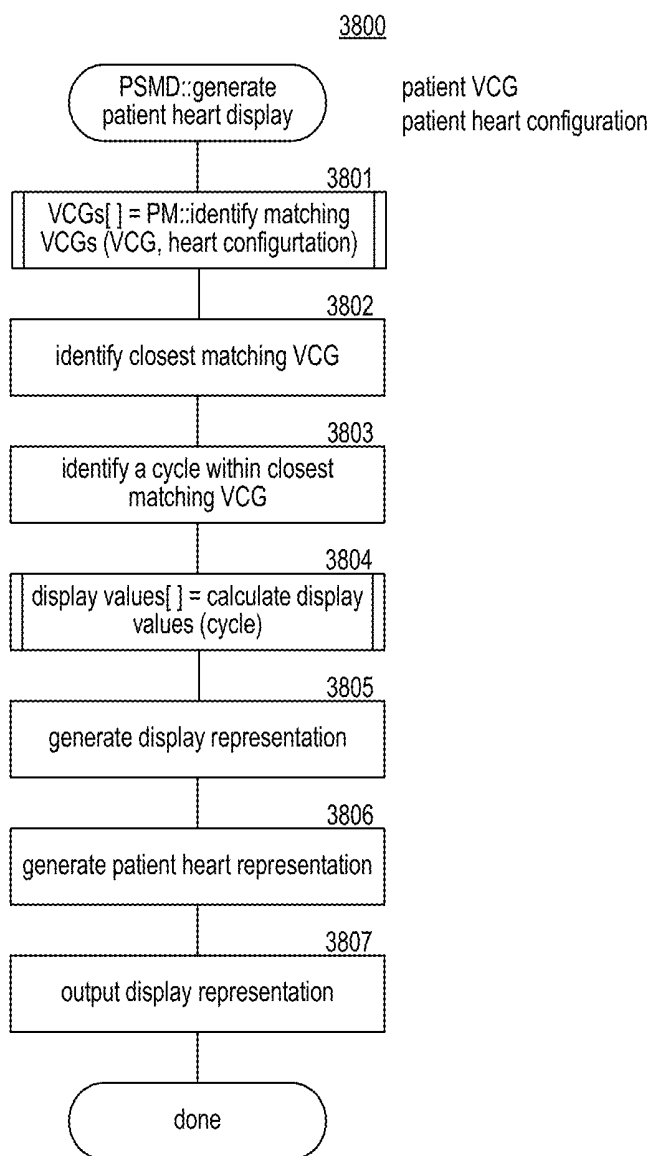 3800
PSMD::generate
patient heart display
patient VCG
patient heart configuration
3801
VCGs[ ] = PM::identify matching
VCGs (VCG, heart configurtation)
3802
identify closest matching VCG
3803
identify a cycle within closest
matching VCG
3804
display values[ ] = calculate display
values (cycle)
3805
generate display representation
3806
generate patient heart representation
3807
output display representation
done